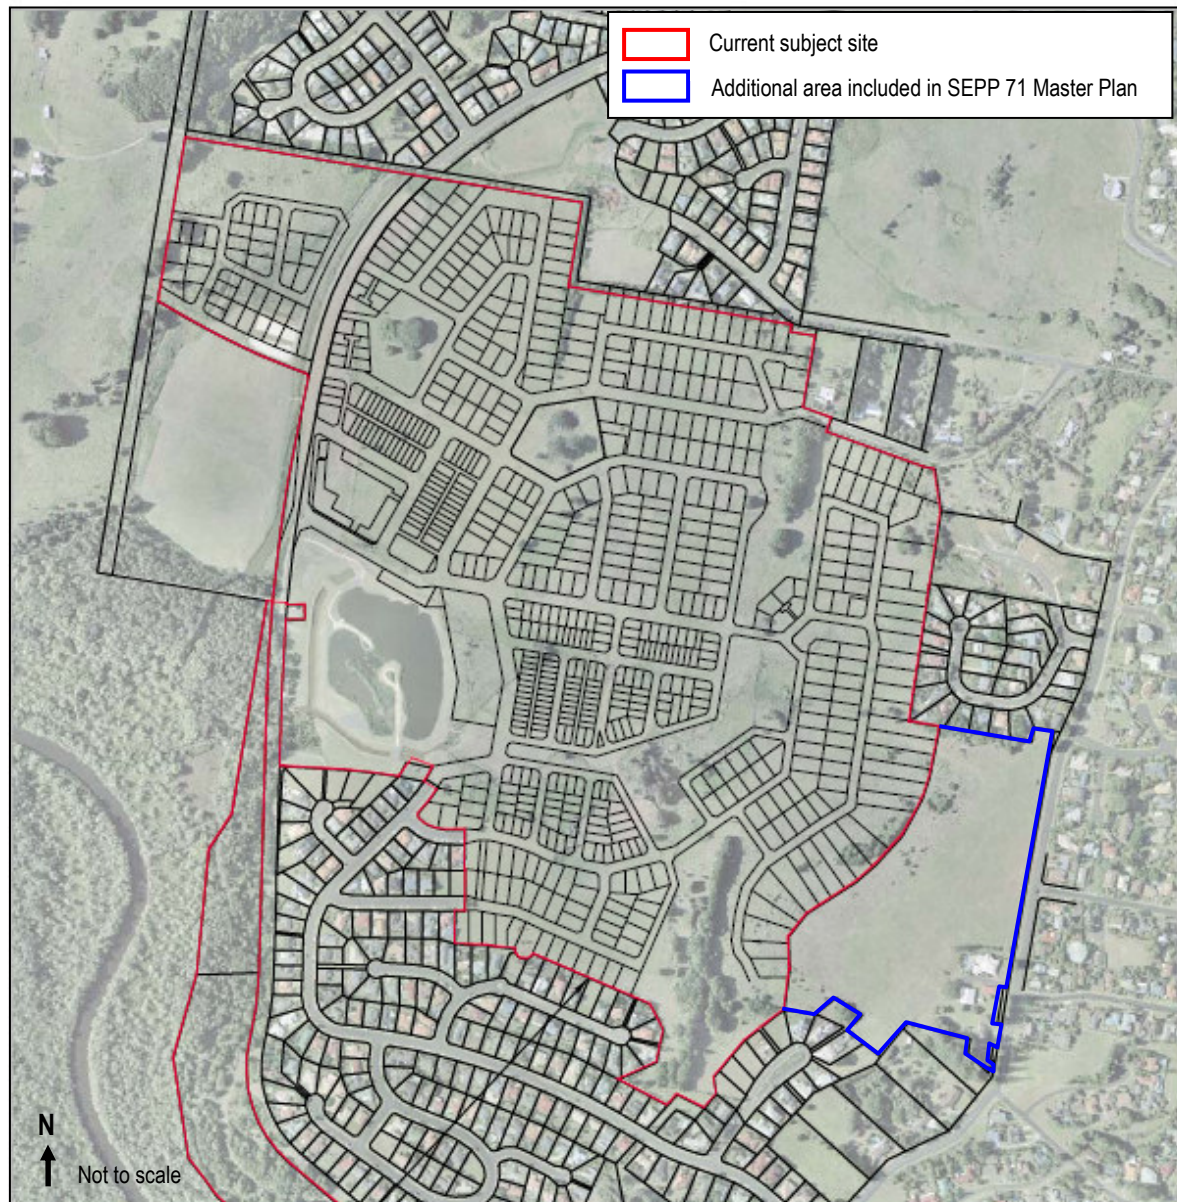 Current subject site
Additional area included in SEPP 71 Master Plan
N
Not to scale